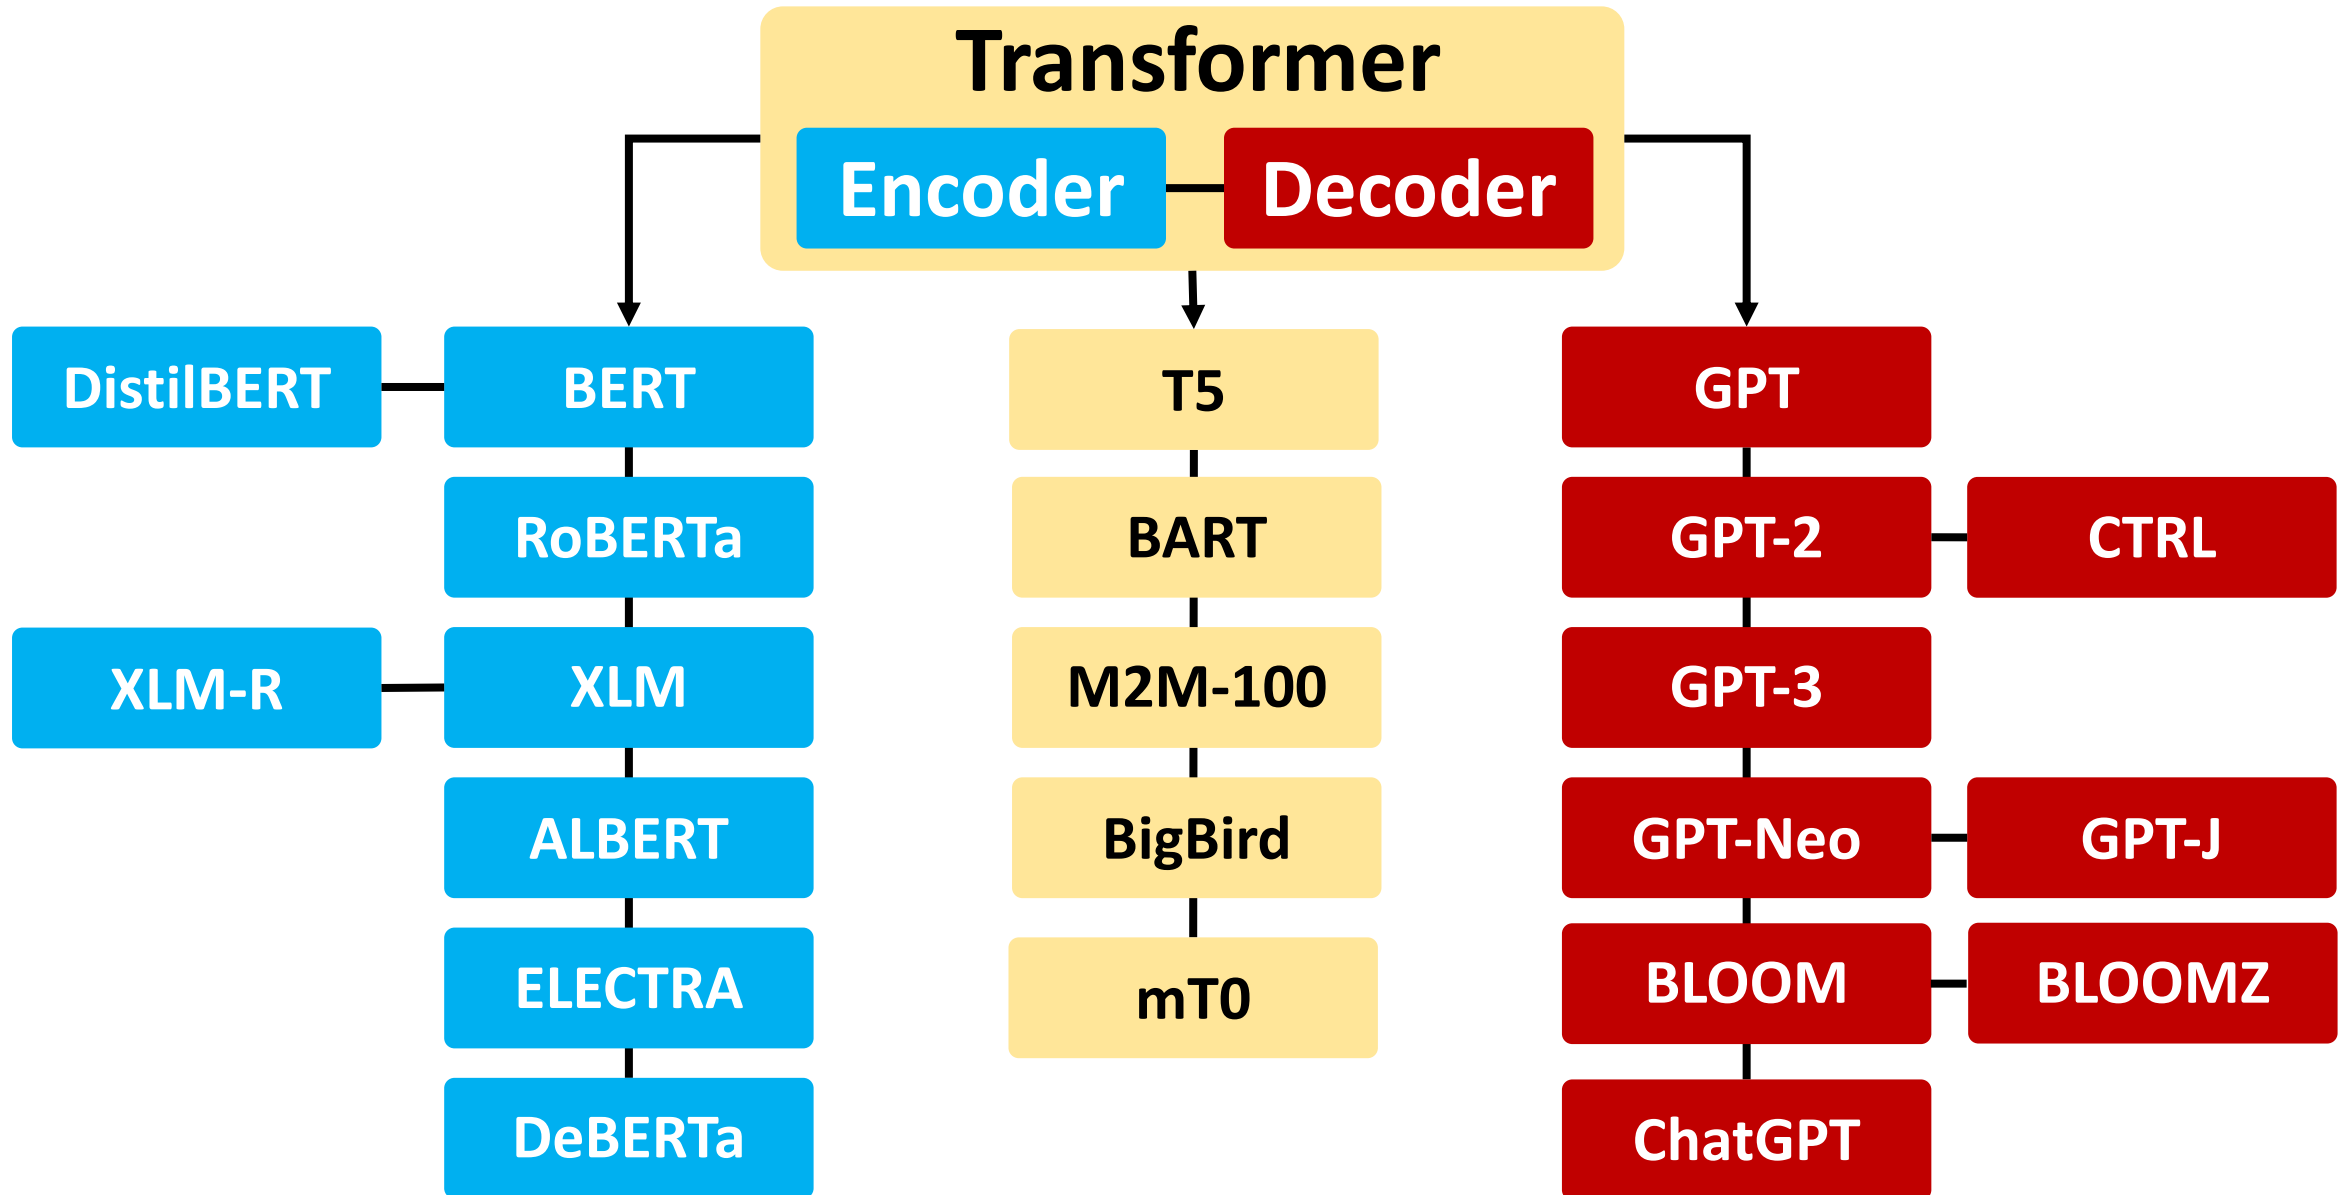 Transformer
Encoder
Decoder
DistilBERT
BERT
T5
GPT
RoBERTa
BART
GPT-2
CTRL
XLM-R
XLM
M2M-100
GPT-3
ALBERT
BigBird
GPT-Neo
GPT-J
ELECTRA
mT0
BLOOM
BLOOMZ
DeBERTa
ChatGPT